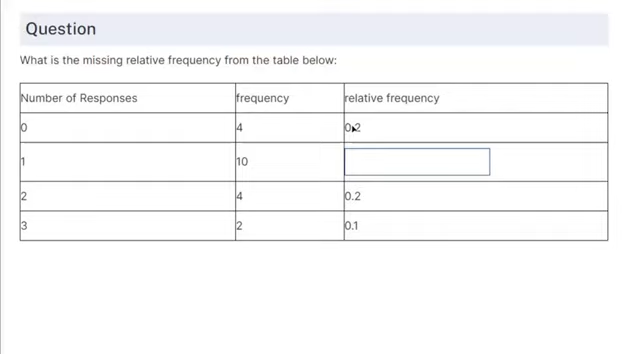 Question
What is the missing relative frequency from the table below:
Number of Responses frequency relative frequency
0 4 0.2
1 10
2 4 0.2
3 2 0.1